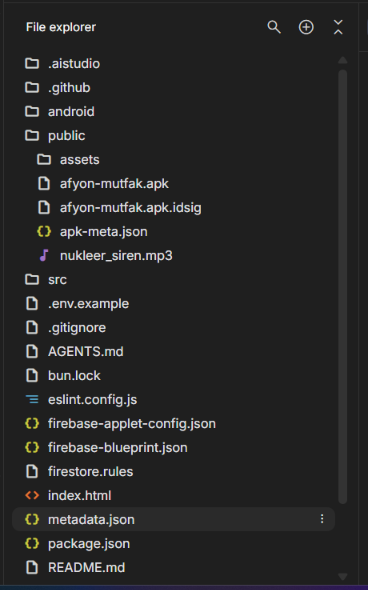 File explorer
.aistudio
.github
android
public
assets
afyon-mutfak.apk
afyon-mutfak.apk.idsig
apk-meta.json
nukleer_siren.mp3
src
.env.example
.gitignore
AGENTS.md
bun.lock
eslint.config.js
firebase-applet-config.json
firebase-blueprint.json
firestore.rules
index.html
metadata.json
package.json
README.md